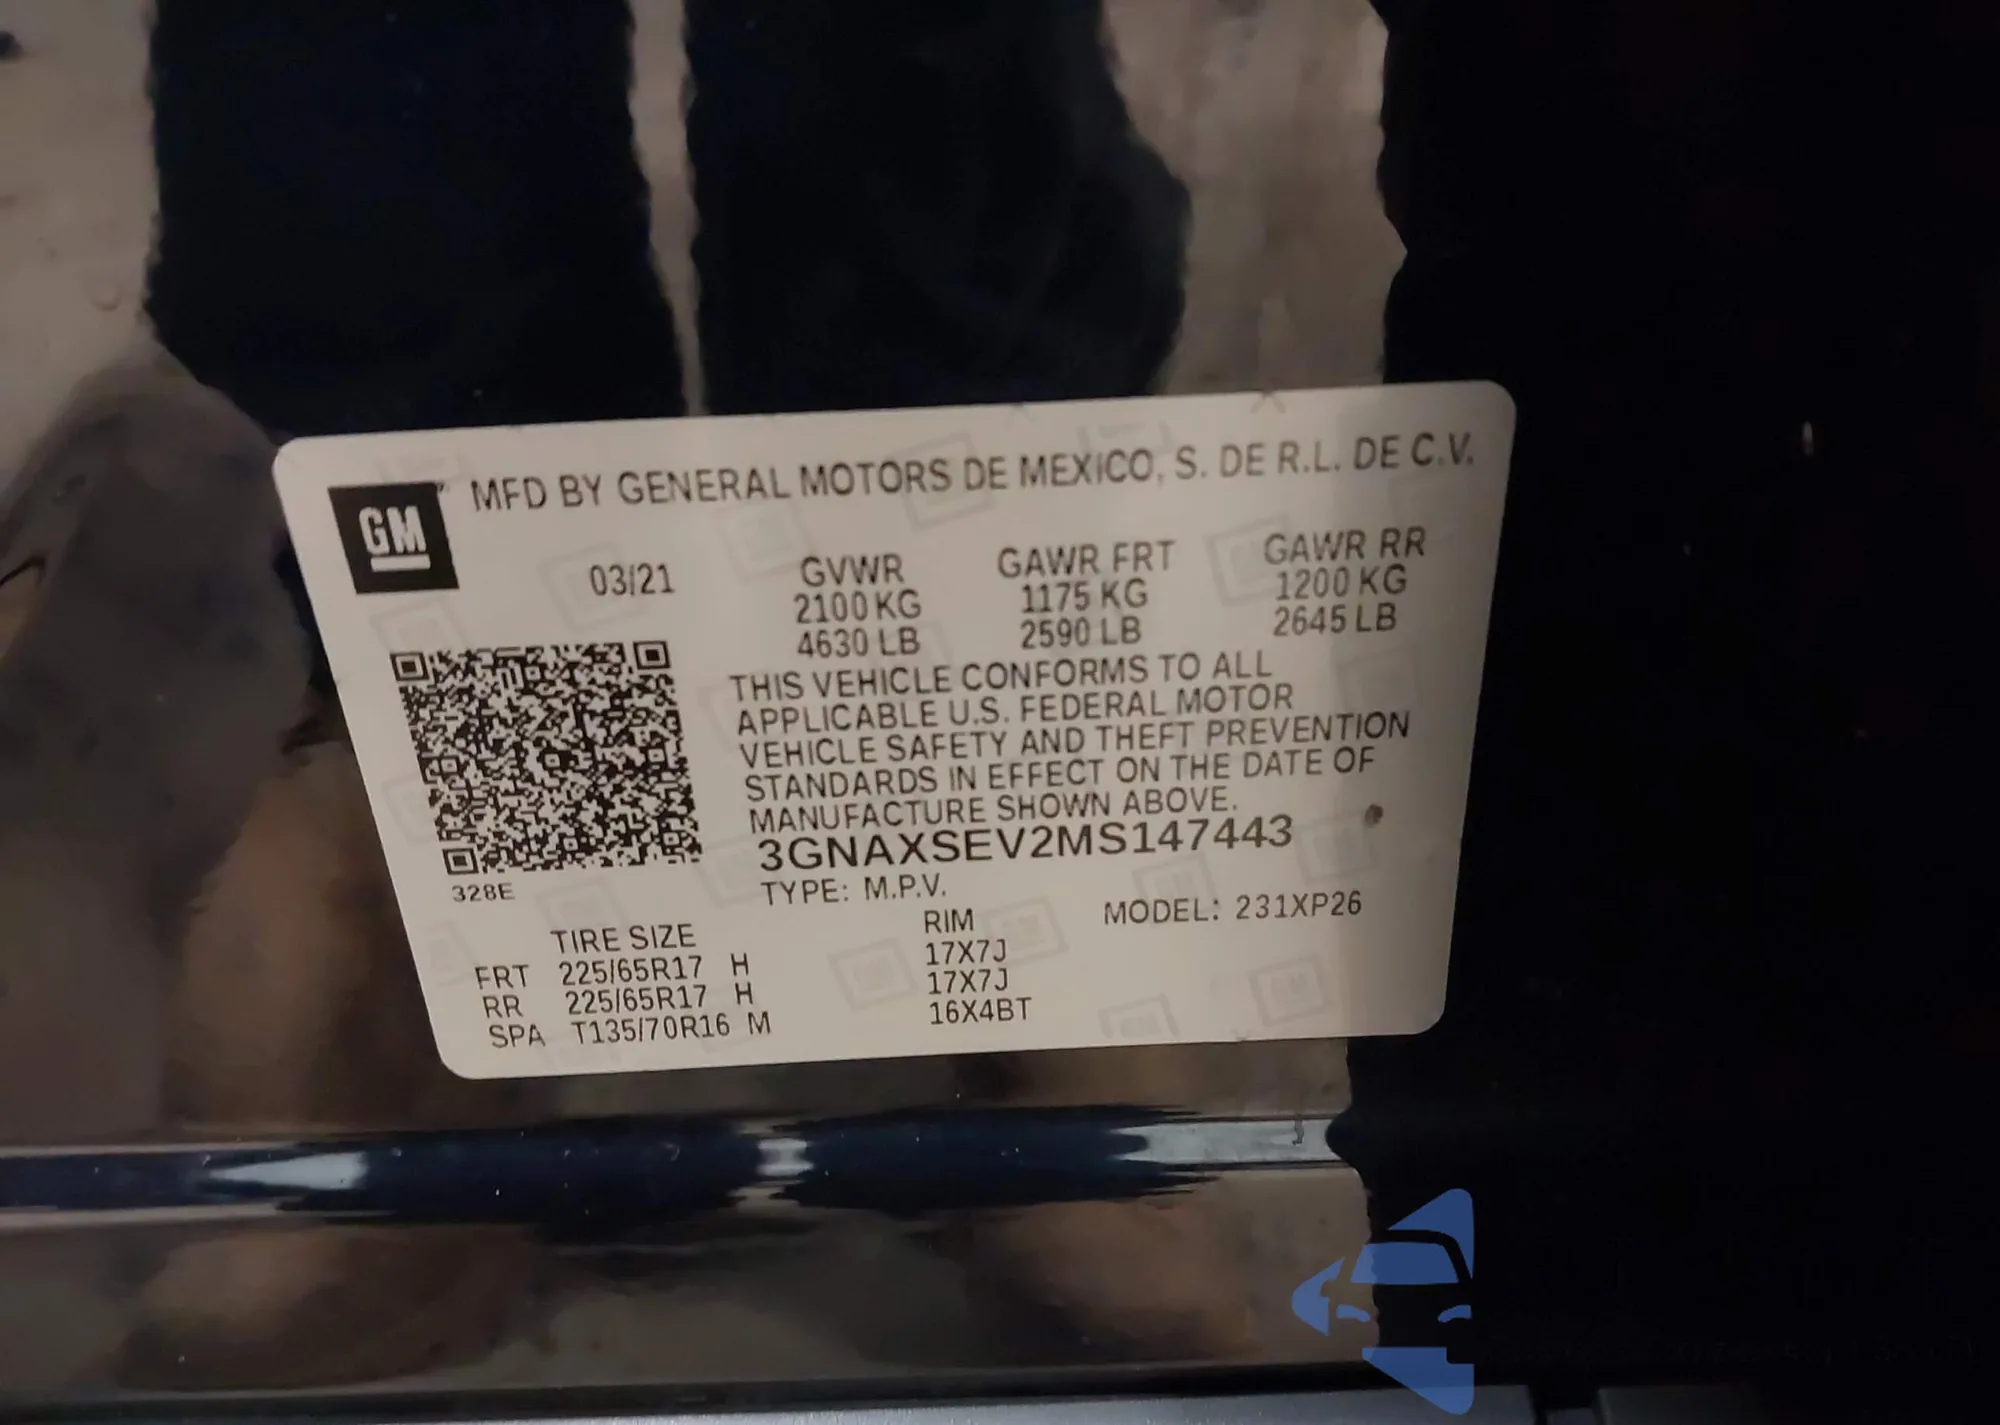 GM
MFD BY GENERAL MOTORS DE MEXICO, S. DE R.L. DE C.V.
03/21
GVWR
2100 KG
4630 LB
GAWR FRT
1175 KG
2590 LB
GAWR RR
1200 KG
2645 LB
THIS VEHICLE CONFORMS TO ALL
APPLICABLE U.S. FEDERAL MOTOR
VEHICLE SAFETY AND THEFT PREVENTION
STANDARDS IN EFFECT ON THE DATE OF
MANUFACTURE SHOWN ABOVE.
3GNAXSEV2MS147443
328E
TYPE: M.P.V.
MODEL: 231XP26
TIRE SIZE RIM
FRT 225/65R17 H 17X7J
RR 225/65R17 H 17X7J
SPA T135/70R16 M 16X4BT